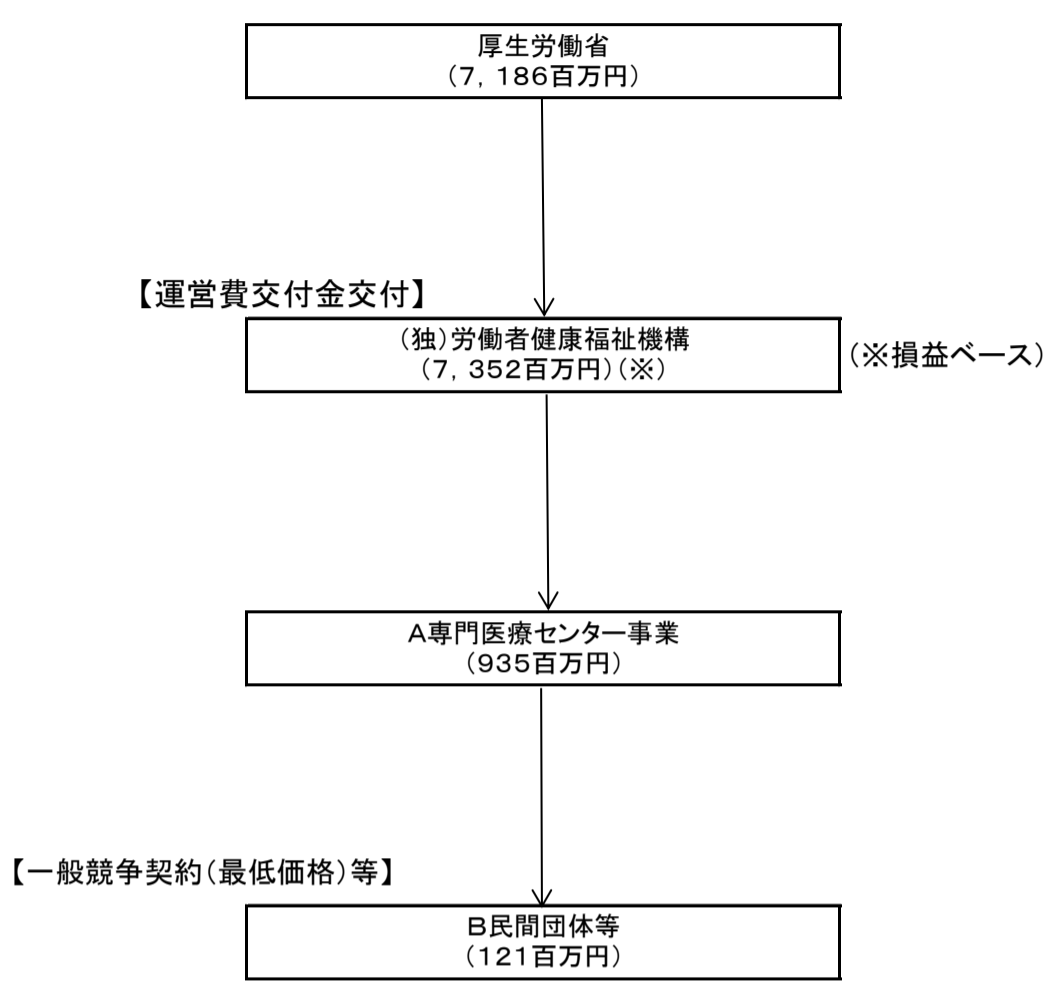 厚生労働省
（7，186百万円）
【運営費交付金交付】
（独）労働者健康福祉機構
（7，352百万円）（※）
（※損益ベース）
A専門医療センター事業
（935百万円）
【一般競争契約（最低価格）等】
B民間団体等
（121百万円）